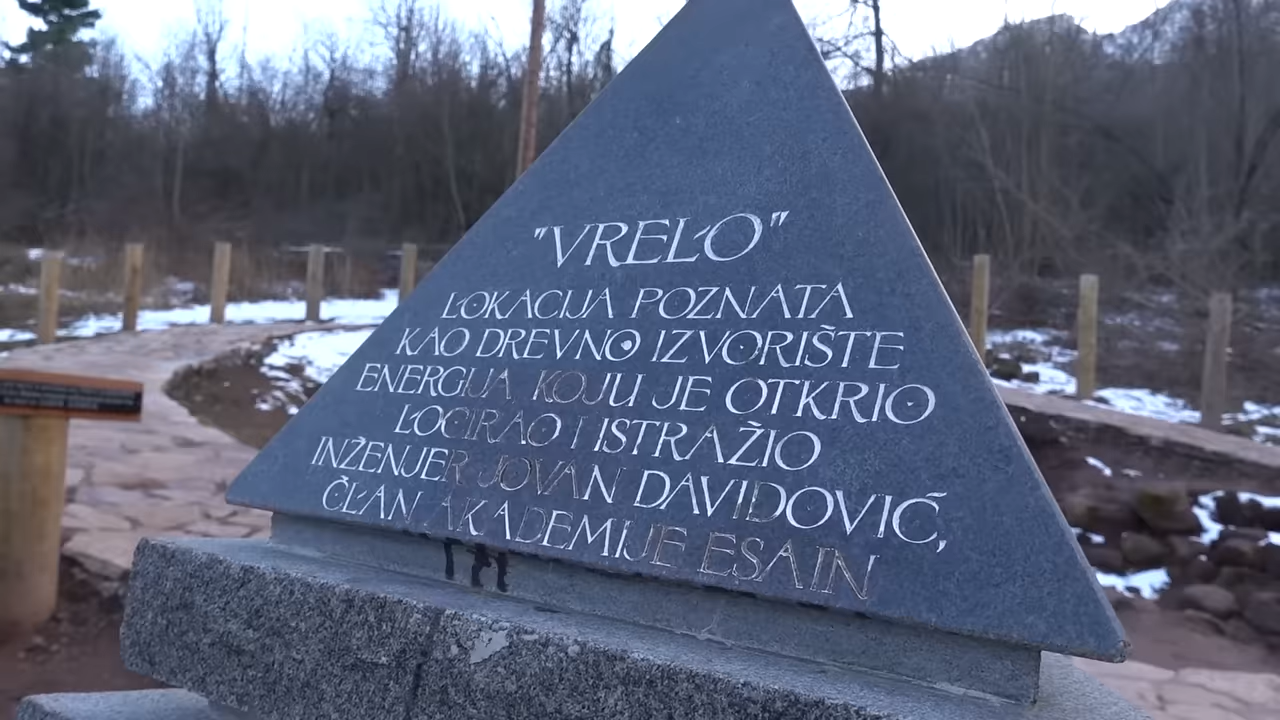 "VRELO"
LOKACIJA POZNATA
KAO DREVNO IZVORIŠTE
ENERGIJA KOJU JE OTKRIO
LOCIRAO I ISTRAŽIO
INŽENJER JOVAN DAVIDOVIĆ,
ČLAN AKADEMIJE ESAIN